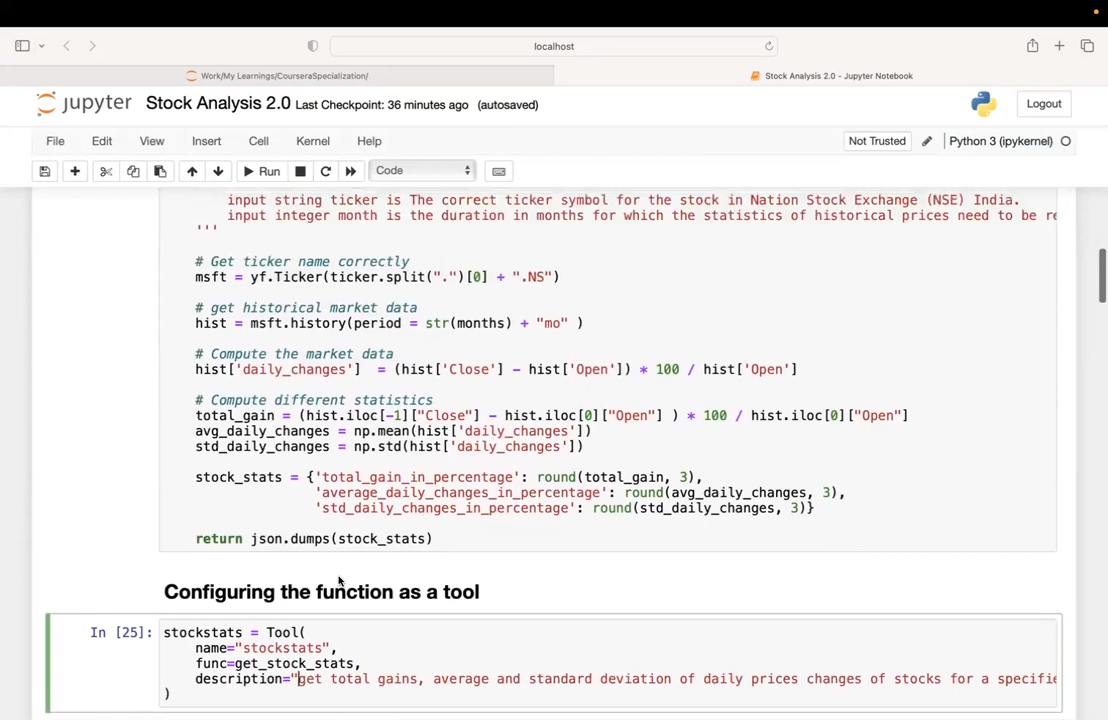 localhost
Work/My Learnings/CourseraSpecialization/
Stock Analysis 2.0 - Jupyter Notebook
jupyter Stock Analysis 2.0 Last Checkpoint: 36 minutes ago (autosaved)
Logout
File Edit View Insert Cell Kernel Help
Not Trusted
Python 3 (ipykernel)
Run
Code
input string ticker is The correct ticker symbol for the stock in Nation Stock Exchange (NSE) India.
input integer month is the duration in months for which the statistics of historical prices need to be re
'''
# Get ticker name correctly
msft = yf.Ticker(ticker.split(".")[0] + ".NS")
# get historical market data
hist = msft.history(period = str(months) + "mo" )
# Compute the market data
hist['daily_changes']  = (hist['Close'] - hist['Open']) * 100 / hist['Open']
# Compute different statistics
total_gain = (hist.iloc[-1]["Close"] - hist.iloc[0]["Open"] ) * 100 / hist.iloc[0]["Open"]
avg_daily_changes = np.mean(hist['daily_changes'])
std_daily_changes = np.std(hist['daily_changes'])
stock_stats = {'total_gain_in_percentage': round(total_gain, 3),
'average_daily_changes_in_percentage': round(avg_daily_changes, 3),
'std_daily_changes_in_percentage': round(std_daily_changes, 3)}
return json.dumps(stock_stats)
Configuring the function as a tool
In [25]: stockstats = Tool(
name="stockstats",
func=get_stock_stats,
description="get total gains, average and standard deviation of daily prices changes of stocks for a specifie
)